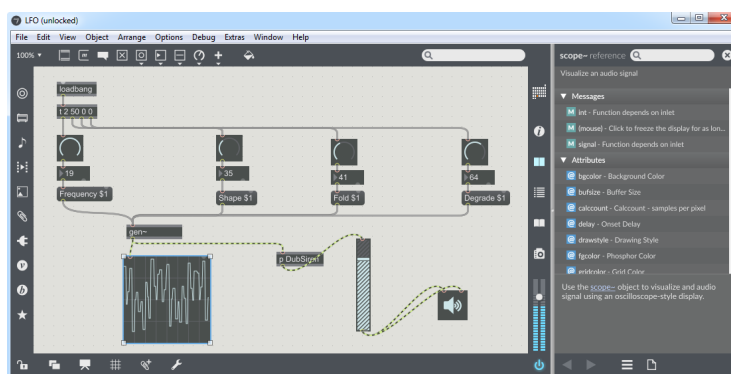 LFO (unlocked)
File Edit View Object Arrange Options Debug Extras Window Help
100%
scope~ reference
Visualize an audio signal
Messages
M int - Function depends on inlet
M (mouse) - Click to freeze the display for as lon...
M signal - Function depends on inlet
Attributes
bgcolor - Background Color
bufsize - Buffer Size
calccount - Calccount - samples per pixel
delay - Onset Delay
drawstyle - Drawing Style
fgcolor - Phosphor Color
gridcolor - Grid Color
Use the scope~ object to visualize and audio
signal using an oscilloscope-style display.
loadbang
t 2 50 0 0
19
35
41
64
Frequency $1
Shape $1
Fold $1
Degrade $1
gen~
p DubSign!